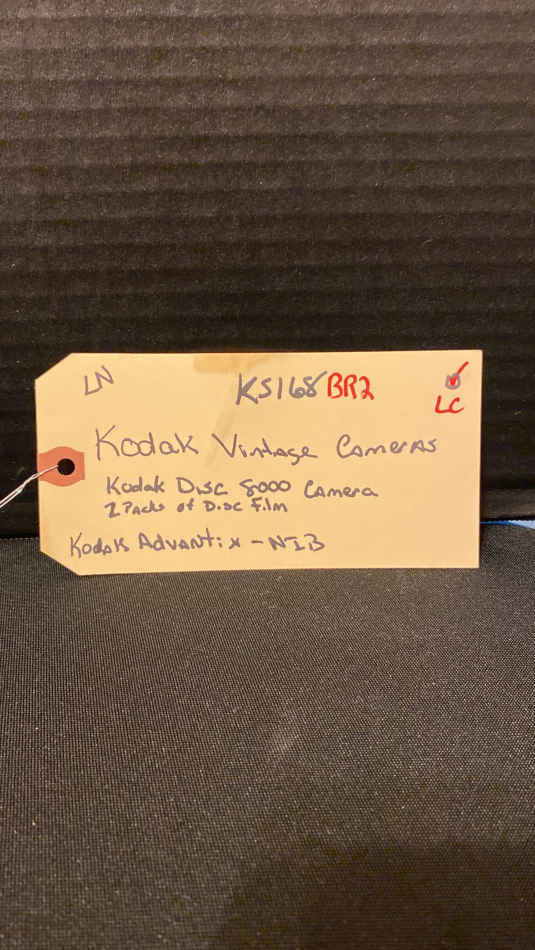 LN
KS168 BR2
LC
Kodak Vintage Cameras
Kodak Disc 8000 Camera
2 Packs of Disc Film
Kodak Advantix - NIB